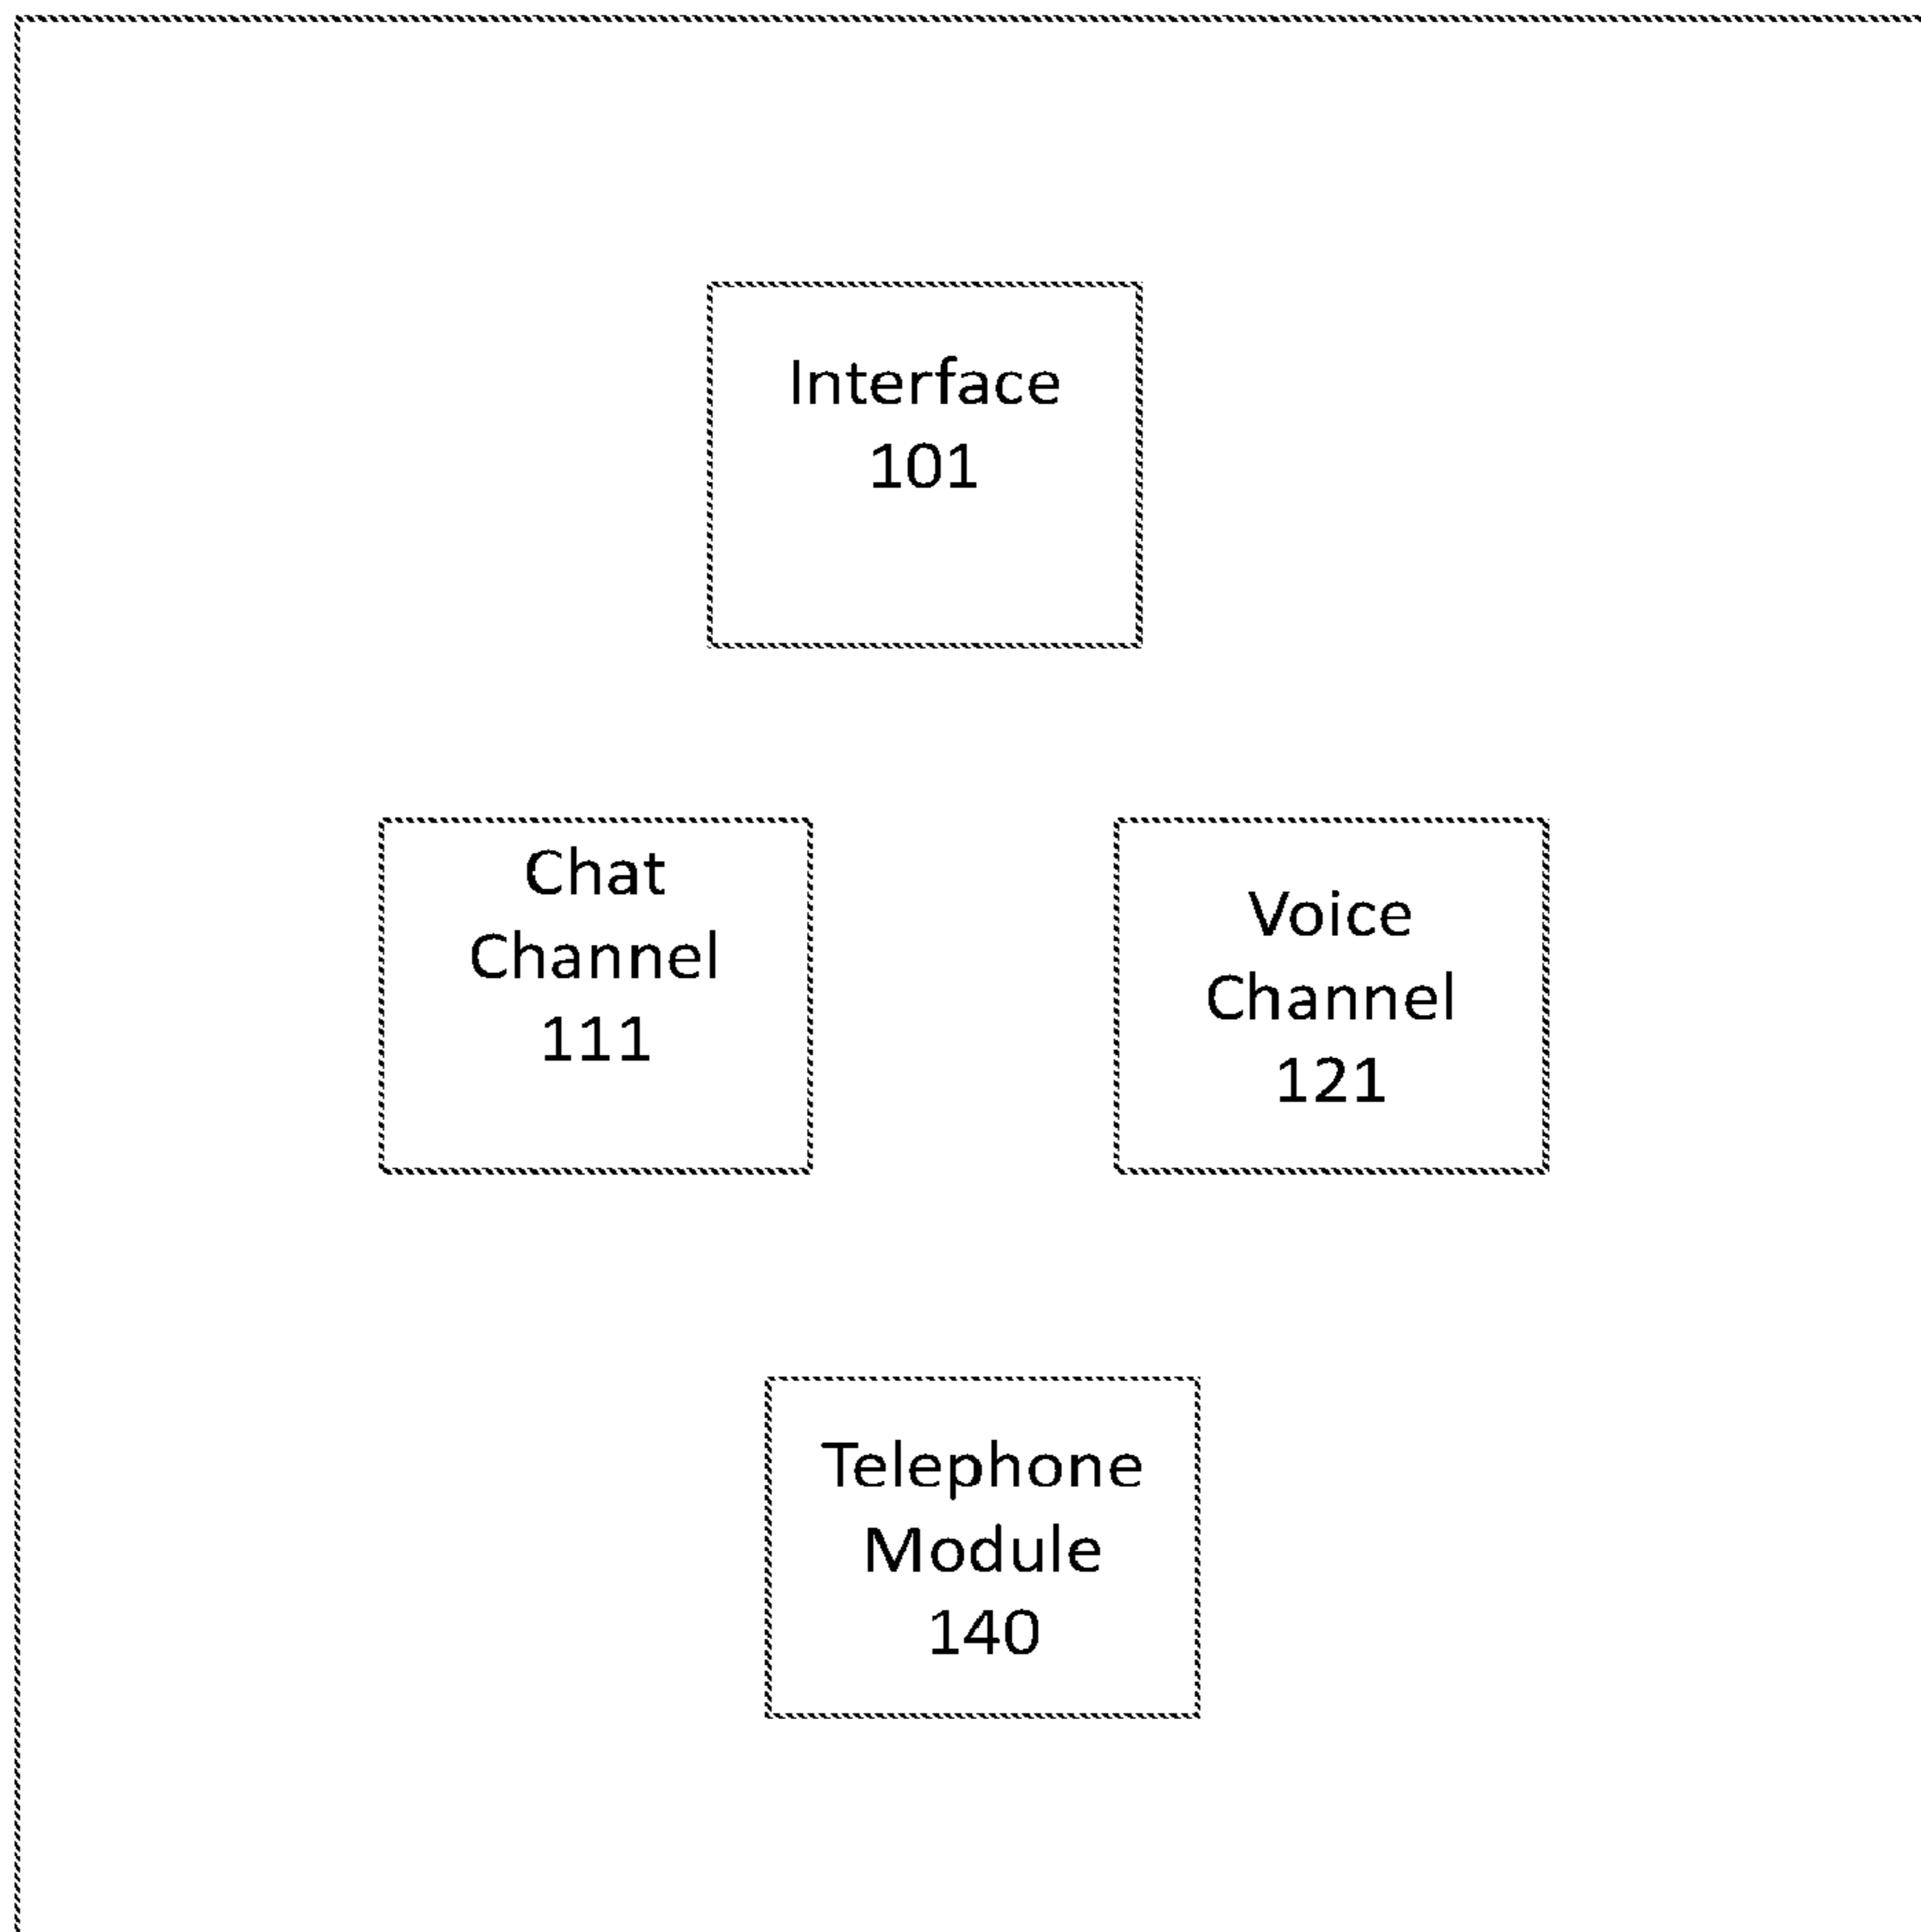 Interface
101
Chat
Channel
111
Voice
Channel
121
Telephone
Module
140